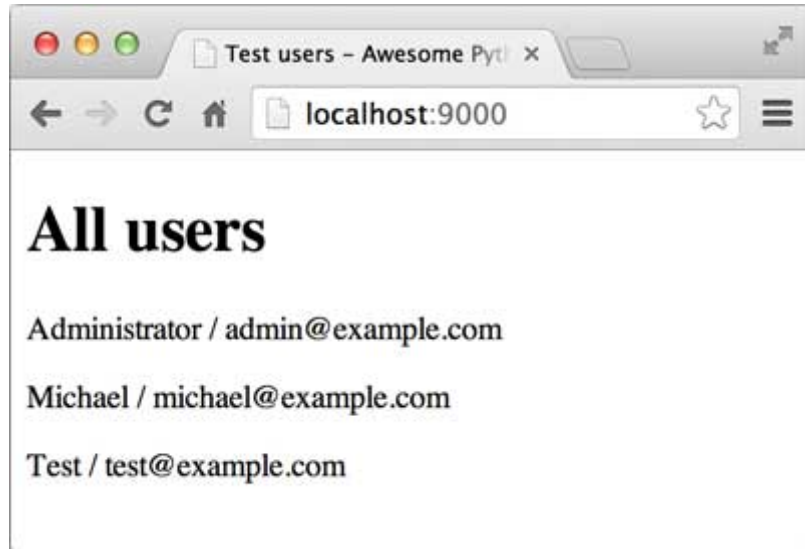 Test users – Awesome Pyt
localhost:9000
All users
Administrator / admin@example.com
Michael / michael@example.com
Test / test@example.com